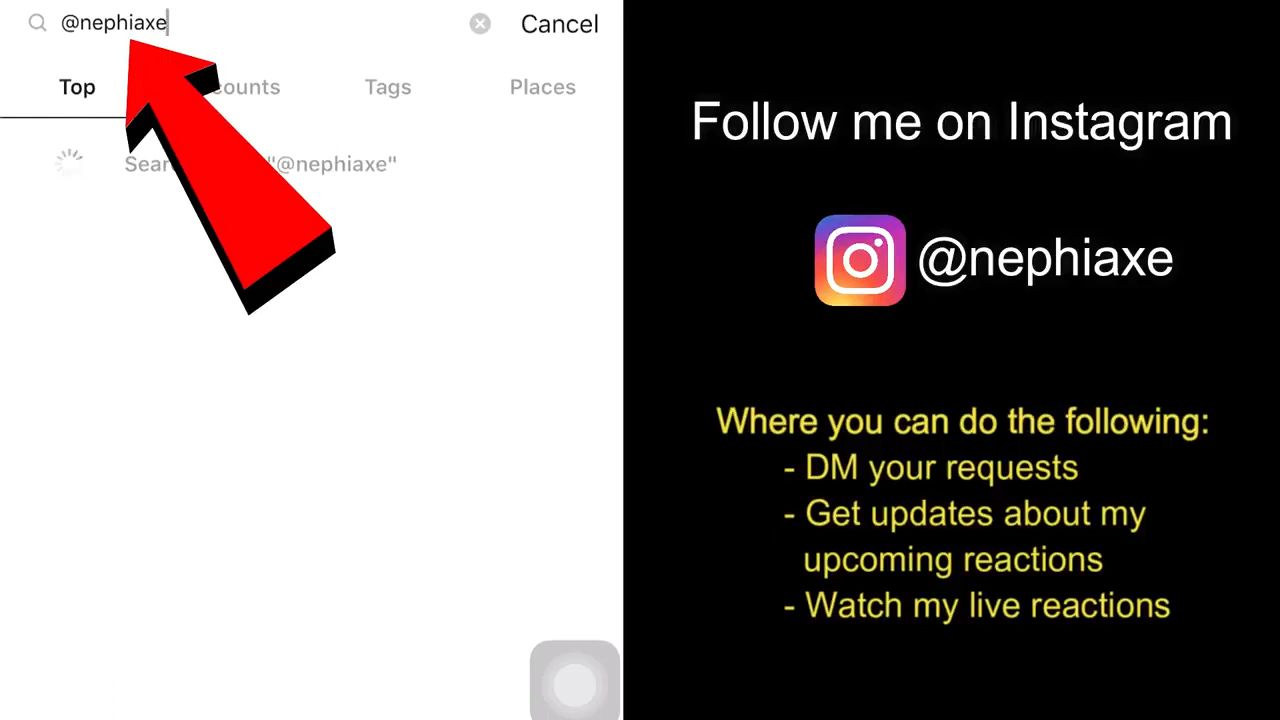 @nephiaxe
Cancel
Top
Tags
Places
"@nephiaxe"
Follow me on Instagram
@nephiaxe
Where you can do the following:
- DM your requests
- Get updates about my
upcoming reactions
- Watch my live reactions